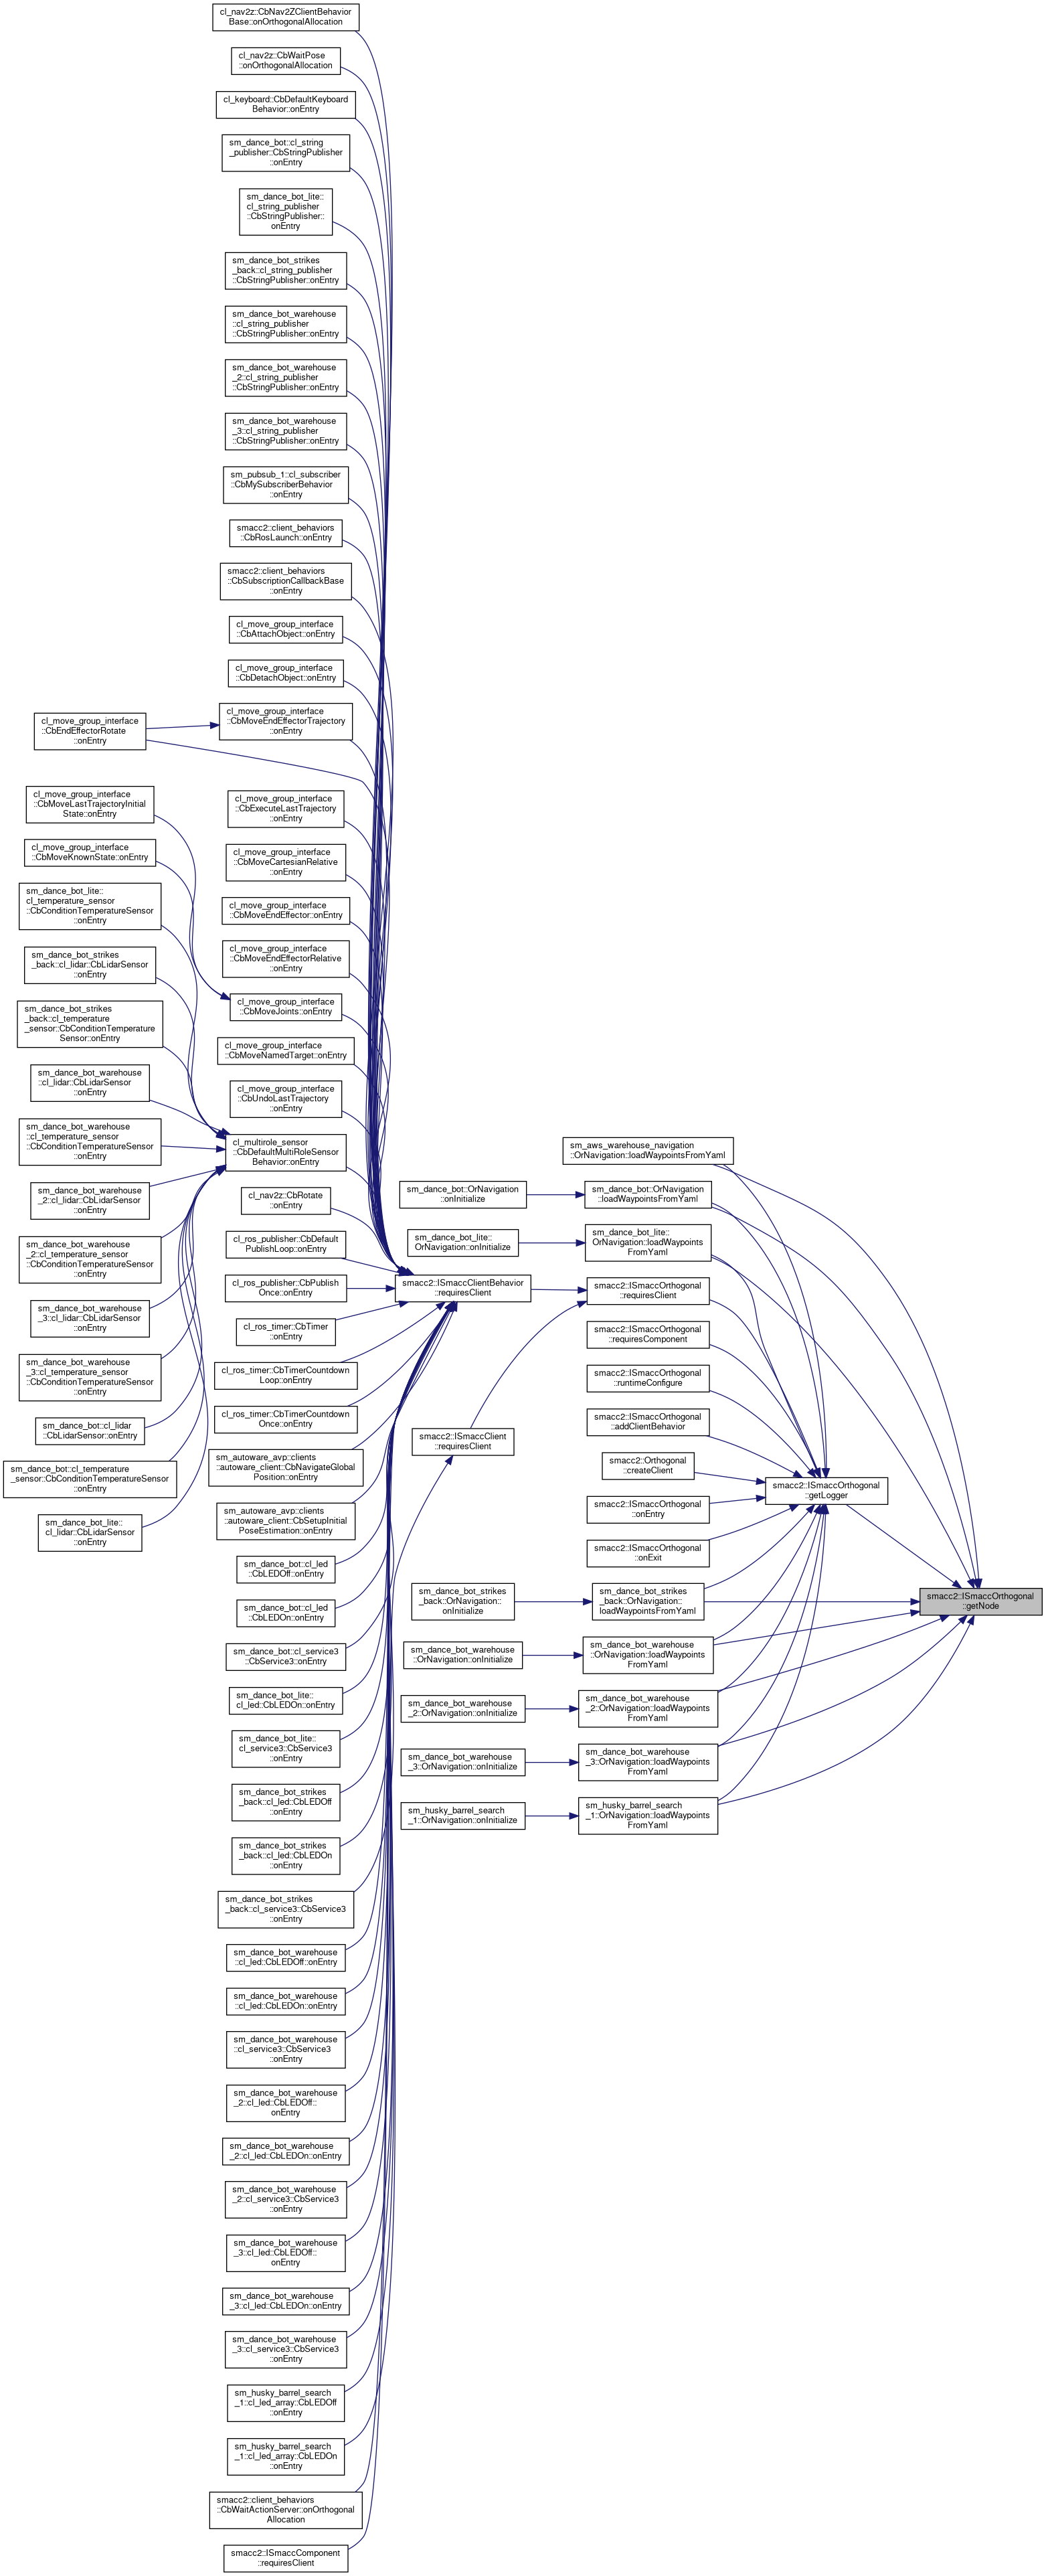 cl_nav2z::CbNav2ZClientBehavior
Base::onOrthogonalAllocation
cl_nav2z::CbWaitPose
::onOrthogonalAllocation
cl_keyboard::CbDefaultKeyboard
Behavior::onEntry
sm_dance_bot::cl_string
_publisher::CbStringPublisher
::onEntry
sm_dance_bot_lite::
cl_string_publisher
::CbStringPublisher::
onEntry
sm_dance_bot_strikes
_back::cl_string_publisher
::CbStringPublisher::onEntry
sm_dance_bot_warehouse
::cl_string_publisher
::CbStringPublisher::onEntry
sm_dance_bot_warehouse
_2::cl_string_publisher
::CbStringPublisher::onEntry
sm_dance_bot_warehouse
_3::cl_string_publisher
::CbStringPublisher::onEntry
sm_pubsub_1::cl_subscriber
::CbMySubscriberBehavior
::onEntry
smacc2::client_behaviors
::CbRosLaunch::onEntry
smacc2::client_behaviors
::CbSubscriptionCallbackBase
::onEntry
cl_move_group_interface
::CbAttachObject::onEntry
cl_move_group_interface
::CbDetachObject::onEntry
cl_move_group_interface
::CbMoveEndEffectorTrajectory
::onEntry
cl_move_group_interface
::CbExecuteLastTrajectory
::onEntry
cl_move_group_interface
::CbMoveCartesianRelative
::onEntry
cl_move_group_interface
::CbMoveEndEffector::onEntry
cl_move_group_interface
::CbMoveEndEffectorRelative
::onEntry
cl_move_group_interface
::CbMoveJoints::onEntry
cl_move_group_interface
::CbMoveNamedTarget::onEntry
cl_move_group_interface
::CbUndoLastTrajectory
::onEntry
cl_multirole_sensor
::CbDefaultMultiRoleSensor
Behavior::onEntry
cl_nav2z::CbRotate
::onEntry
cl_ros_publisher::CbDefault
PublishLoop::onEntry
cl_ros_publisher::CbPublish
Once::onEntry
cl_ros_timer::CbTimer
::onEntry
cl_ros_timer::CbTimerCountdown
Loop::onEntry
cl_ros_timer::CbTimerCountdown
Once::onEntry
sm_autoware_avp::clients
::autoware_client::CbNavigateGlobal
Position::onEntry
sm_autoware_avp::clients
::autoware_client::CbSetupInitial
PoseEstimation::onEntry
sm_dance_bot::cl_led
::CbLEDOff::onEntry
sm_dance_bot::cl_led
::CbLEDOn::onEntry
sm_dance_bot::cl_service3
::CbService3::onEntry
sm_dance_bot_lite::
cl_led::CbLEDOn::onEntry
sm_dance_bot_lite::
cl_service3::CbService3
::onEntry
sm_dance_bot_strikes
_back::cl_led::CbLEDOff
::onEntry
sm_dance_bot_strikes
_back::cl_led::CbLEDOn
::onEntry
sm_dance_bot_strikes
_back::cl_service3::CbService3
::onEntry
sm_dance_bot_warehouse
::cl_led::CbLEDOff::onEntry
sm_dance_bot_warehouse
::cl_led::CbLEDOn::onEntry
sm_dance_bot_warehouse
::cl_service3::CbService3
::onEntry
sm_dance_bot_warehouse
_2::cl_led::CbLEDOff::
onEntry
sm_dance_bot_warehouse
_2::cl_led::CbLEDOn::onEntry
sm_dance_bot_warehouse
_2::cl_service3::CbService3
::onEntry
sm_dance_bot_warehouse
_3::cl_led::CbLEDOff::
onEntry
sm_dance_bot_warehouse
_3::cl_led::CbLEDOn::onEntry
sm_dance_bot_warehouse
_3::cl_service3::CbService3
::onEntry
sm_husky_barrel_search
_1::cl_led_array::CbLEDOff
::onEntry
sm_husky_barrel_search
_1::cl_led_array::CbLEDOn
::onEntry
smacc2::client_behaviors
::CbWaitActionServer::onOrthogonal
Allocation
smacc2::ISmaccComponent
::requiresClient
cl_move_group_interface
::CbEndEffectorRotate
::onEntry
cl_move_group_interface
::CbMoveLastTrajectoryInitial
State::onEntry
cl_move_group_interface
::CbMoveKnownState::onEntry
sm_dance_bot_lite::
cl_temperature_sensor
::CbConditionTemperatureSensor
::onEntry
sm_dance_bot_strikes
_back::cl_lidar::CbLidarSensor
::onEntry
sm_dance_bot_strikes
_back::cl_temperature
_sensor::CbConditionTemperature
Sensor::onEntry
sm_dance_bot_warehouse
::cl_lidar::CbLidarSensor
::onEntry
sm_dance_bot_warehouse
::cl_temperature_sensor
::CbConditionTemperatureSensor
::onEntry
sm_dance_bot_warehouse
_2::cl_lidar::CbLidarSensor
::onEntry
sm_dance_bot_warehouse
_2::cl_temperature_sensor
::CbConditionTemperatureSensor
::onEntry
sm_dance_bot_warehouse
_3::cl_lidar::CbLidarSensor
::onEntry
sm_dance_bot_warehouse
_3::cl_temperature_sensor
::CbConditionTemperatureSensor
::onEntry
sm_dance_bot::cl_lidar
::CbLidarSensor::onEntry
sm_dance_bot::cl_temperature
_sensor::CbConditionTemperatureSensor
::onEntry
sm_dance_bot_lite::
cl_lidar::CbLidarSensor
::onEntry
sm_dance_bot::OrNavigation
::onInitialize
sm_dance_bot_lite::
OrNavigation::onInitialize
smacc2::ISmaccClientBehavior
::requiresClient
smacc2::ISmaccClient
::requiresClient
sm_dance_bot_strikes
_back::OrNavigation::
onInitialize
sm_dance_bot_warehouse
::OrNavigation::onInitialize
sm_dance_bot_warehouse
_2::OrNavigation::onInitialize
sm_dance_bot_warehouse
_3::OrNavigation::onInitialize
sm_husky_barrel_search
_1::OrNavigation::onInitialize
sm_aws_warehouse_navigation
::OrNavigation::loadWaypointsFromYaml
sm_dance_bot::OrNavigation
::loadWaypointsFromYaml
sm_dance_bot_lite::
OrNavigation::loadWaypoints
FromYaml
smacc2::ISmaccOrthogonal
::requiresClient
smacc2::ISmaccOrthogonal
::requiresComponent
smacc2::ISmaccOrthogonal
::runtimeConfigure
smacc2::ISmaccOrthogonal
::addClientBehavior
smacc2::Orthogonal
::createClient
smacc2::ISmaccOrthogonal
::onEntry
smacc2::ISmaccOrthogonal
::onExit
sm_dance_bot_strikes
_back::OrNavigation::
loadWaypointsFromYaml
sm_dance_bot_warehouse
::OrNavigation::loadWaypoints
FromYaml
sm_dance_bot_warehouse
_2::OrNavigation::loadWaypoints
FromYaml
sm_dance_bot_warehouse
_3::OrNavigation::loadWaypoints
FromYaml
sm_husky_barrel_search
_1::OrNavigation::loadWaypoints
FromYaml
smacc2::ISmaccOrthogonal
::getLogger
smacc2::ISmaccOrthogonal
::getNode